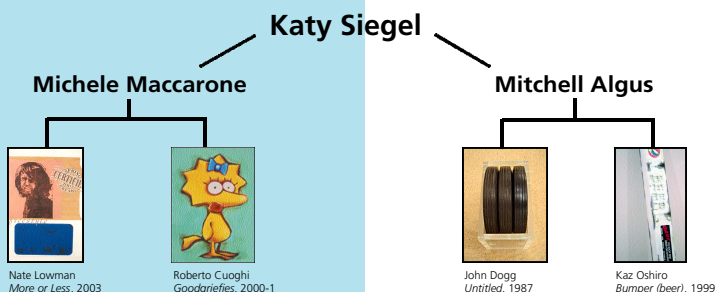 Katy Siegel
Michele Maccarone
Mitchell Algus
Nate Lowman
More or Less, 2003
Roberto Cuoghi
Goodgriefies, 2000-1
John Dogg
Untitled, 1987
Kaz Oshiro
Bumper (beer), 1999